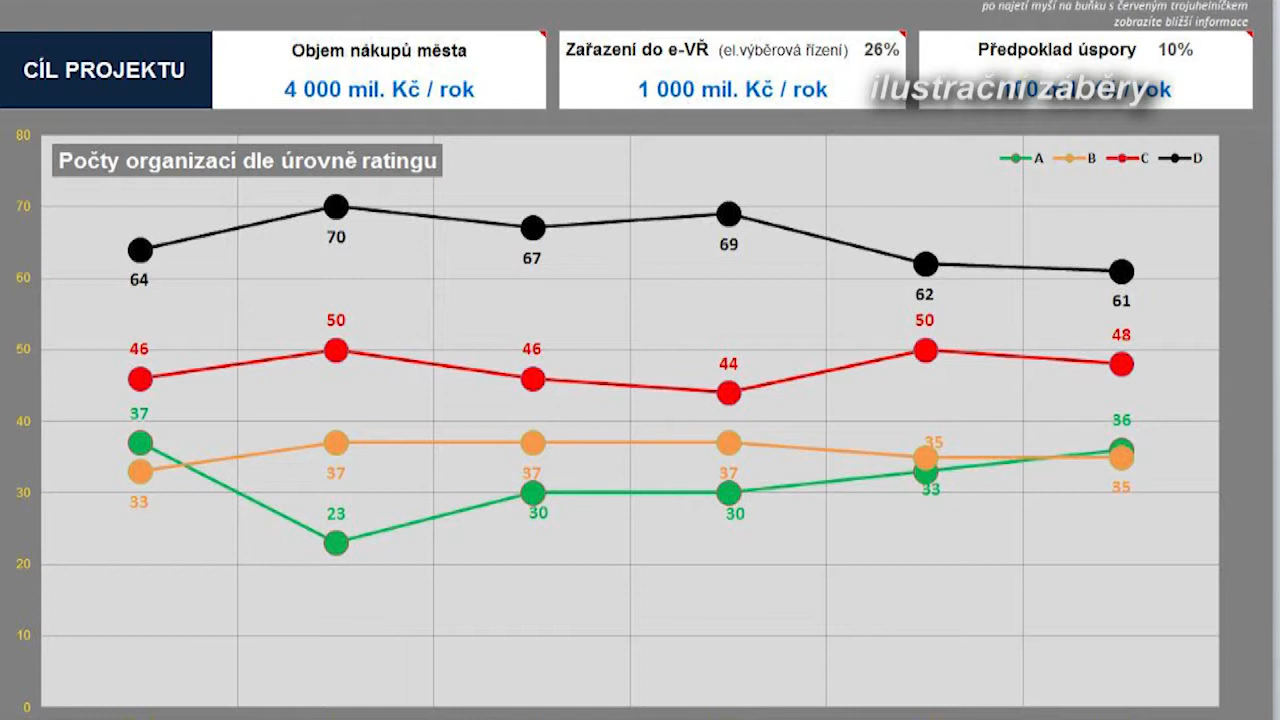 po najetí myší na buňku s červeným trojuhelníčkem
zobrazíte bližší informace
CÍL PROJEKTU
Objem nákupů města
4 000 mil. Kč / rok
Zařazení do e-VŘ (el.výběrová řízení) 26%
1 000 mil. Kč / rok
Předpoklad úspory 10%
ilustrační záběry
rok
Počty organizací dle úrovně ratingu
A B C D
80
70
60
50
40
30
20
10
0
64 70 67 69 62 61
46 50 46 44 50 48
37 23 30 30 33 36
33 37 37 37 35 35